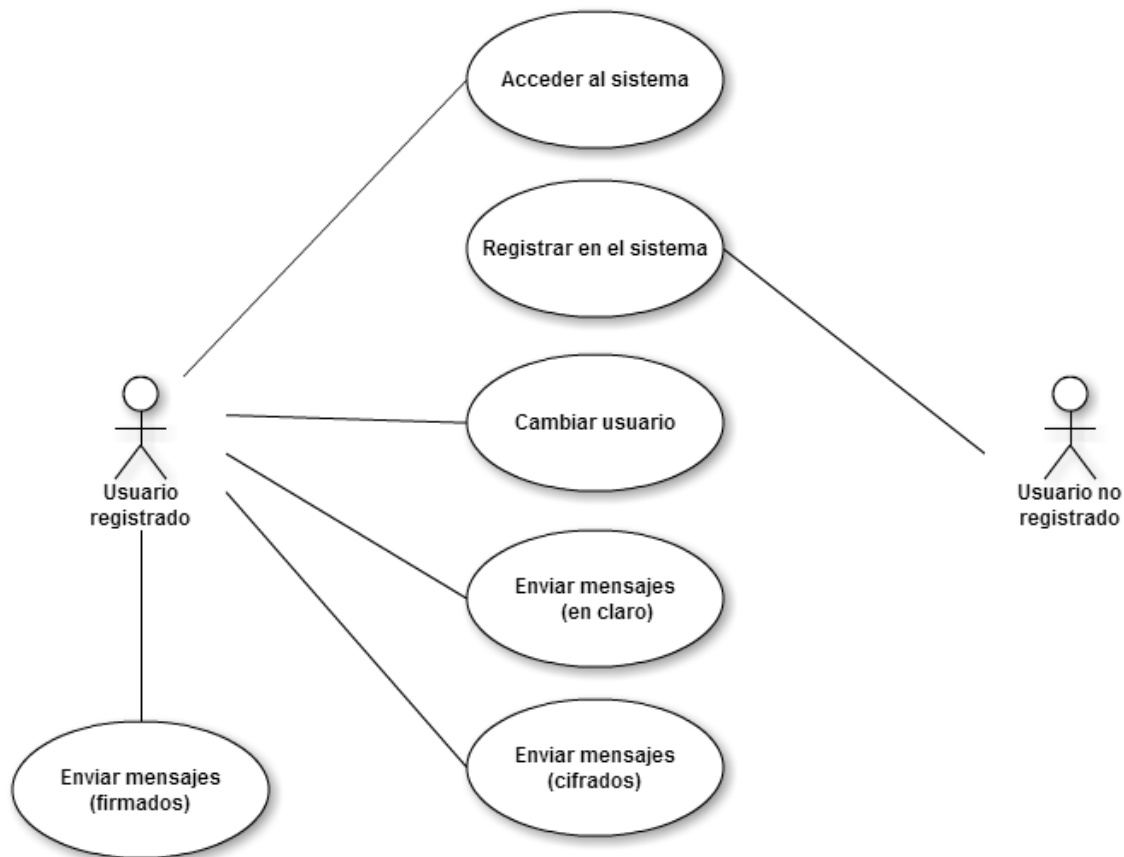 Acceder al sistema
Registrar en el sistema
Cambiar usuario
Usuario
registrado
Usuario no
registrado
Enviar mensajes
(en claro)
Enviar mensajes
(cifrados)
Enviar mensajes
(firmados)